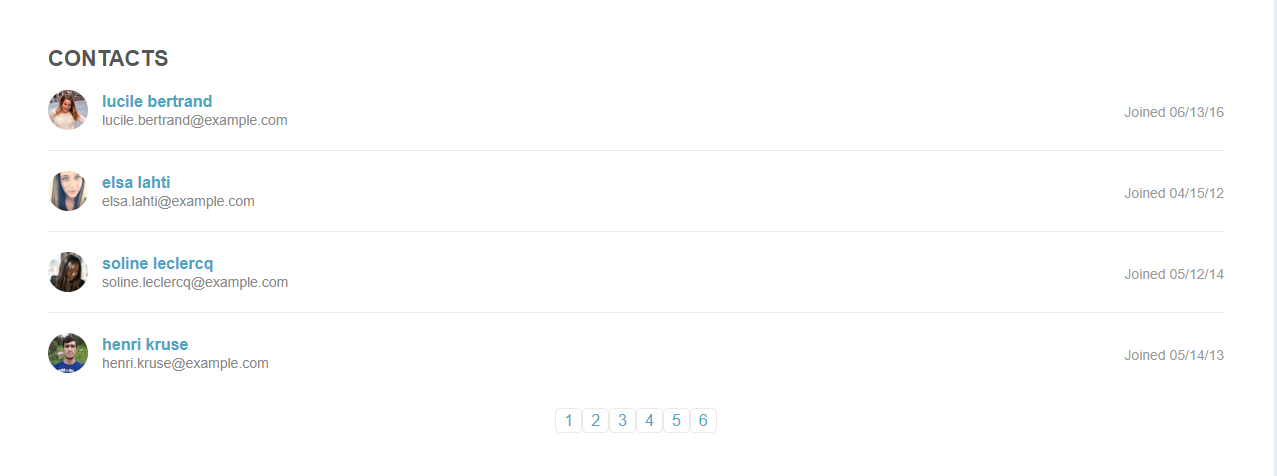 CONTACTS
lucile bertrand
lucile.bertrand@example.com
Joined 06/13/16
elsa lahti
elsa.lahti@example.com
Joined 04/15/12
soline leclercq
soline.leclercq@example.com
Joined 05/12/14
henri kruse
henri.kruse@example.com
Joined 05/14/13
1 2 3 4 5 6